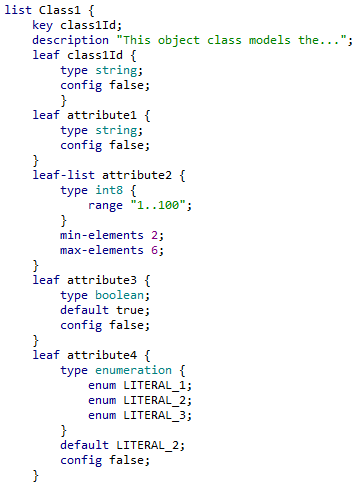 list Class1 {
    key class1Id;
    description "This object class models the...";
    leaf class1Id {
        type string;
        config false;
        }
    leaf attribute1 {
        type string;
        config false;
    }
    leaf-list attribute2 {
        type int8 {
            range "1..100";
        }
        min-elements 2;
        max-elements 6;
    }
    leaf attribute3 {
        type boolean;
        default true;
        config false;
    }
    leaf attribute4 {
        type enumeration {
            enum LITERAL_1;
            enum LITERAL_2;
            enum LITERAL_3;
        }
        default LITERAL_2;
        config false;
    }